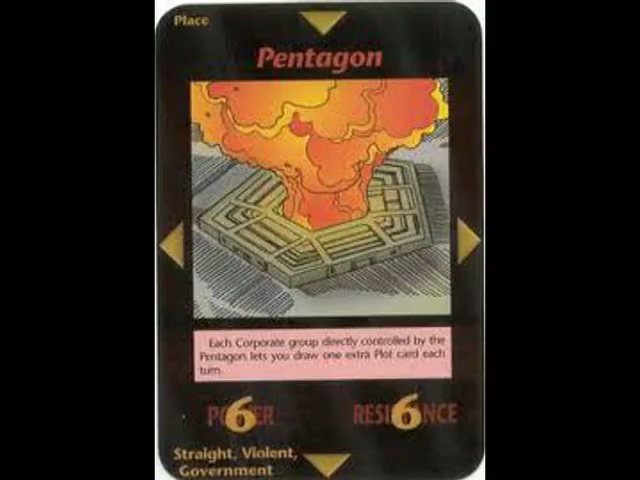 Place
Pentagon
Each Corporate group directly controlled by the
Pentagon lets you draw one extra Plot card each
turn.
POWER 6 RESISTANCE 6
Straight, Violent,
Government